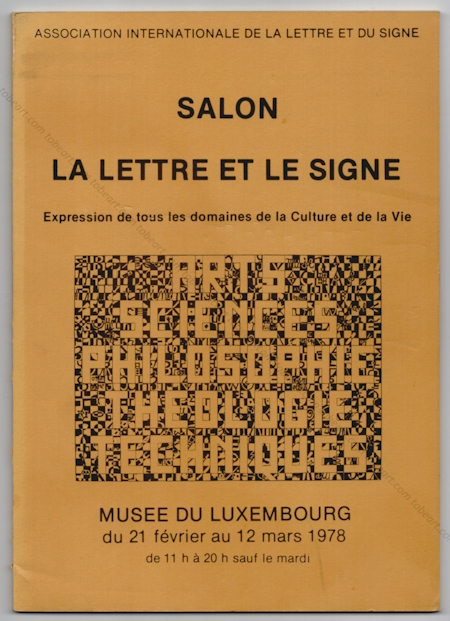 ASSOCIATION INTERNATIONALE DE LA LETTRE ET DU SIGNE
SALON
LA LETTRE ET LE SIGNE
Expression de tous les domaines de la Culture et de la Vie
ARTS
SCIENCES
PHILOSOPHIE
THEOLOGIE
TECHNIQUES
MUSEE DU LUXEMBOURG
du 21 février au 12 mars 1978
de 11 h à 20 h sauf le mardi